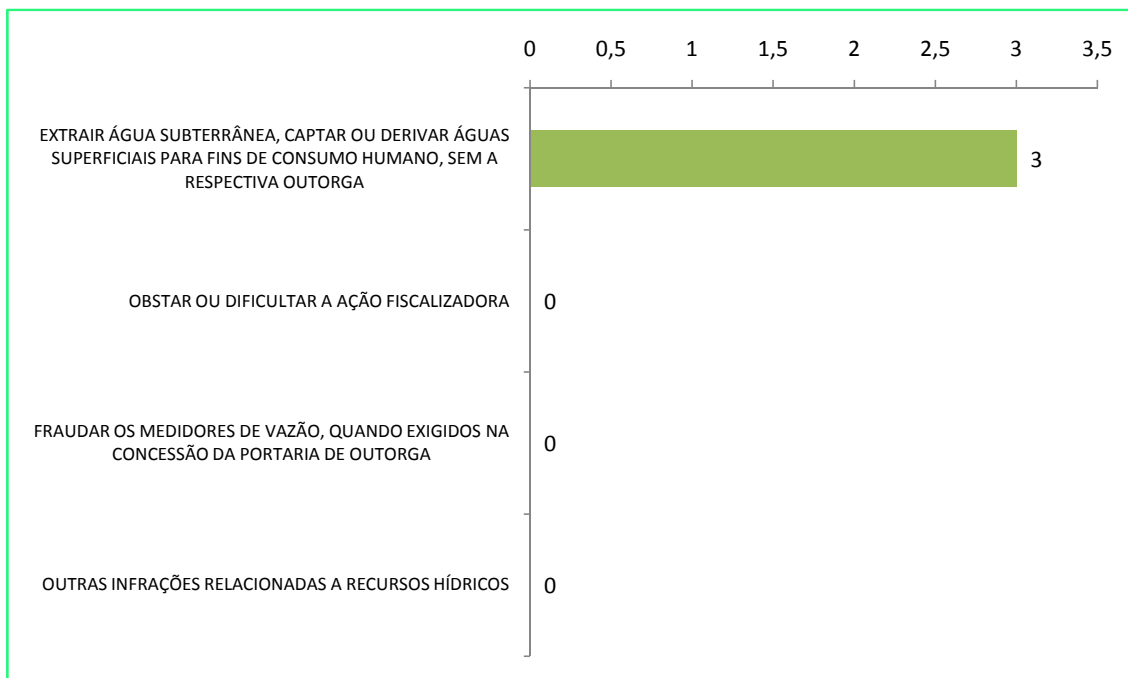 0 0,5 1 1,5 2 2,5 3 3,5
EXTRAIR ÁGUA SUBTERRÂNEA, CAPTAR OU DERIVAR ÁGUAS
SUPERFICIAIS PARA FINS DE CONSUMO HUMANO, SEM A
RESPECTIVA OUTORGA
3
OBSTAR OU DIFICULTAR A AÇÃO FISCALIZADORA
0
FRAUDAR OS MEDIDORES DE VAZÃO, QUANDO EXIGIDOS NA
CONCESSÃO DA PORTARIA DE OUTORGA
0
OUTRAS INFRAÇÕES RELACIONADAS A RECURSOS HÍDRICOS
0